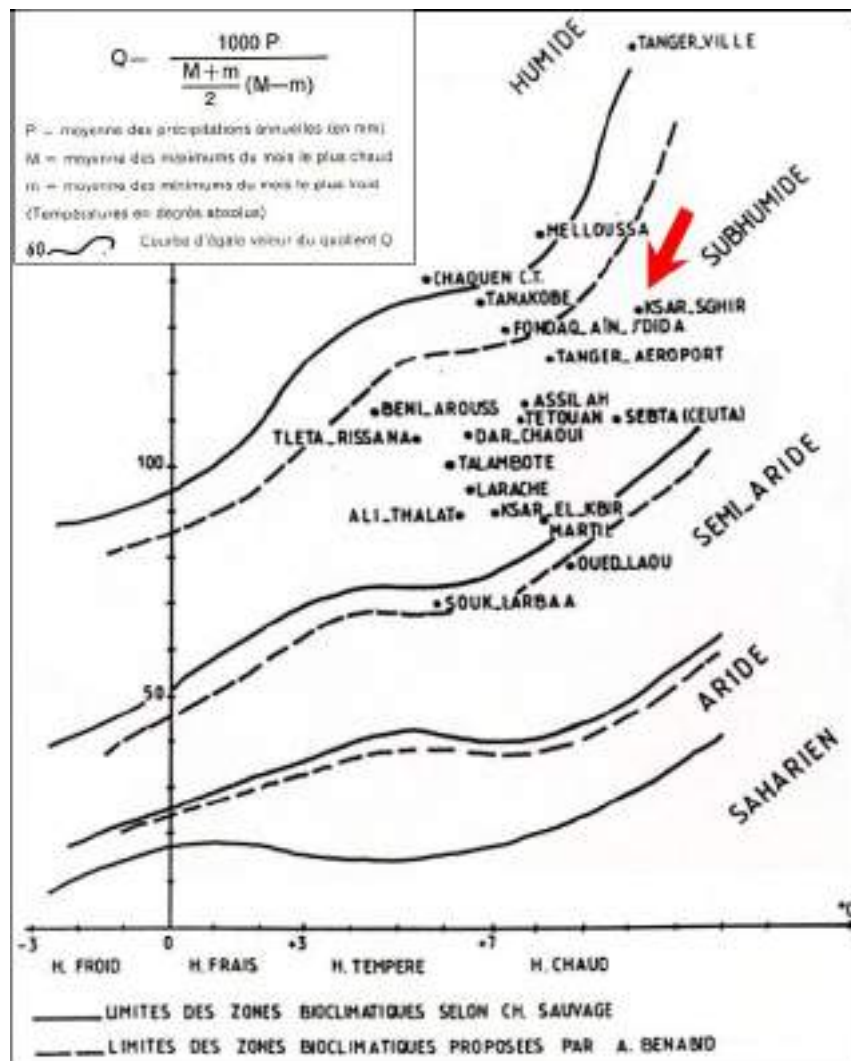 Q= 1000 P
M+m (M-m)
2
P = moyenne des précipitations annuelles (en mm)
M = moyenne des maximums du mois le plus chaud
m = moyenne des minimums du mois le plus froid
(Températures en degrés absolus)
60 Courbe d'égale valeur du quotient Q
HUMIDE
TANGER_VILLE
SUBHUMIDE
MELLOUSSA
CHAOUEN C.T.
TANAKOBE
KSAR_SGHIR
FONDAQ_AÏN_JDIDA
TANGER_AEROPORT
BENI_AROUSS
ASSILAH
TETOUAN
SEBTA (CEUTA)
TLETA_RISSANA
DAR_CHAOUI
100
TALAMBOTE
LARACHE
ALI_THALAT
KSAR_EL_KBIR
MARTIL
SEMI_ARIDE
OUED_LAOU
SOUK_LARBAA
50
ARIDE
SAHARIEN
-3 0 +3 +7
H. FROID H. FRAIS H. TEMPERE H. CHAUD
LIMITES DES ZONES BIOCLIMATIQUES SELON CH. SAUVAGE
LIMITES DES ZONES BIOCLIMATIQUES PROPOSEES PAR A. BENABID